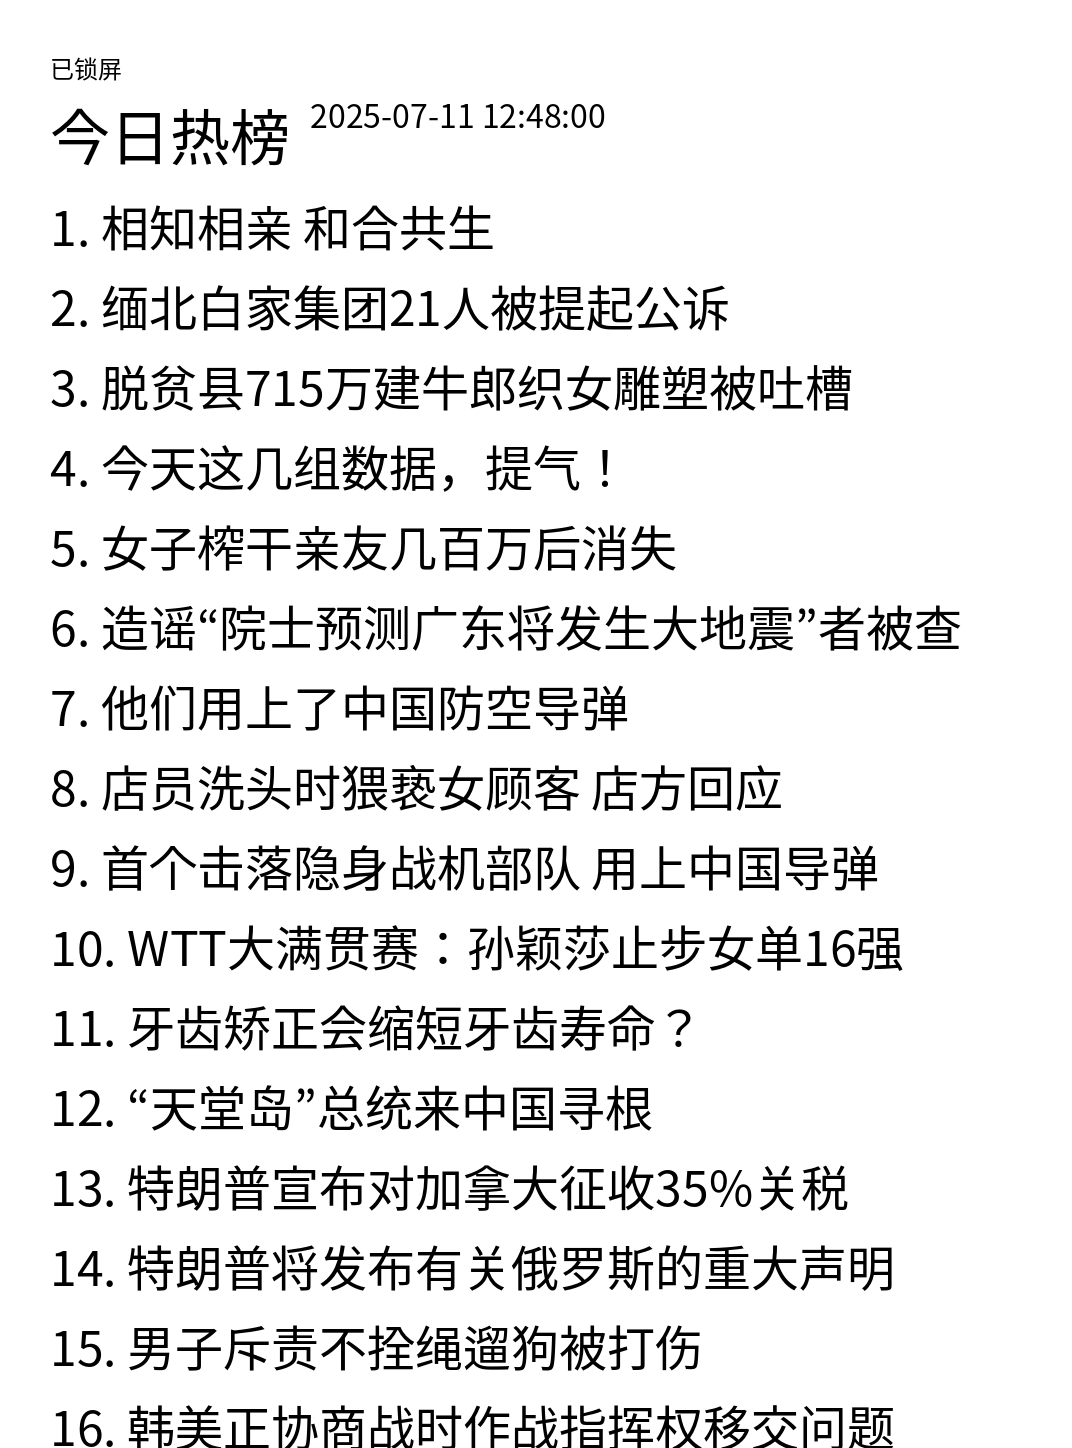 已锁屏
今日热榜 2025-07-11 12:48:00
1. 相知相亲 和合共生
2. 缅北白家集团21人被提起公诉
3. 脱贫县715万建牛郎织女雕塑被吐槽
4. 今天这几组数据，提气！
5. 女子榨干亲友几百万后消失
6. 造谣“院士预测广东将发生大地震”者被查
7. 他们用上了中国防空导弹
8. 店员洗头时猥亵女顾客 店方回应
9. 首个击落隐身战机部队 用上中国导弹
10. WTT大满贯赛：孙颖莎止步女单16强
11. 牙齿矫正会缩短牙齿寿命？
12. “天堂岛”总统来中国寻根
13. 特朗普宣布对加拿大征收35%关税
14. 特朗普将发布有关俄罗斯的重大声明
15. 男子斥责不拴绳遛狗被打伤
16. 韩美正协商战时作战指挥权移交问题